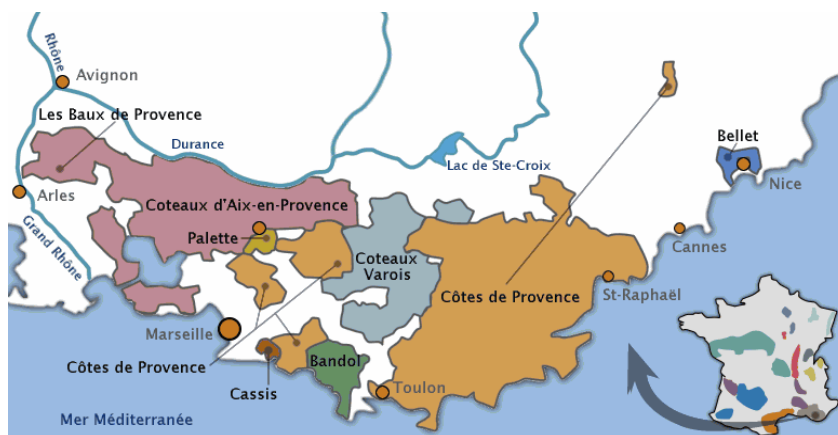 Rhône
Avignon
Les Baux de Provence
Durance
Lac de Ste-Croix
Bellet
Nice
Arles
Coteaux d'Aix-en-Provence
Grand Rhône
Palette
Cannes
Coteaux
Varois
Côtes de Provence
St-Raphaël
Marseille
Côtes de Provence
Bandol
Cassis
Toulon
Mer Méditerranée